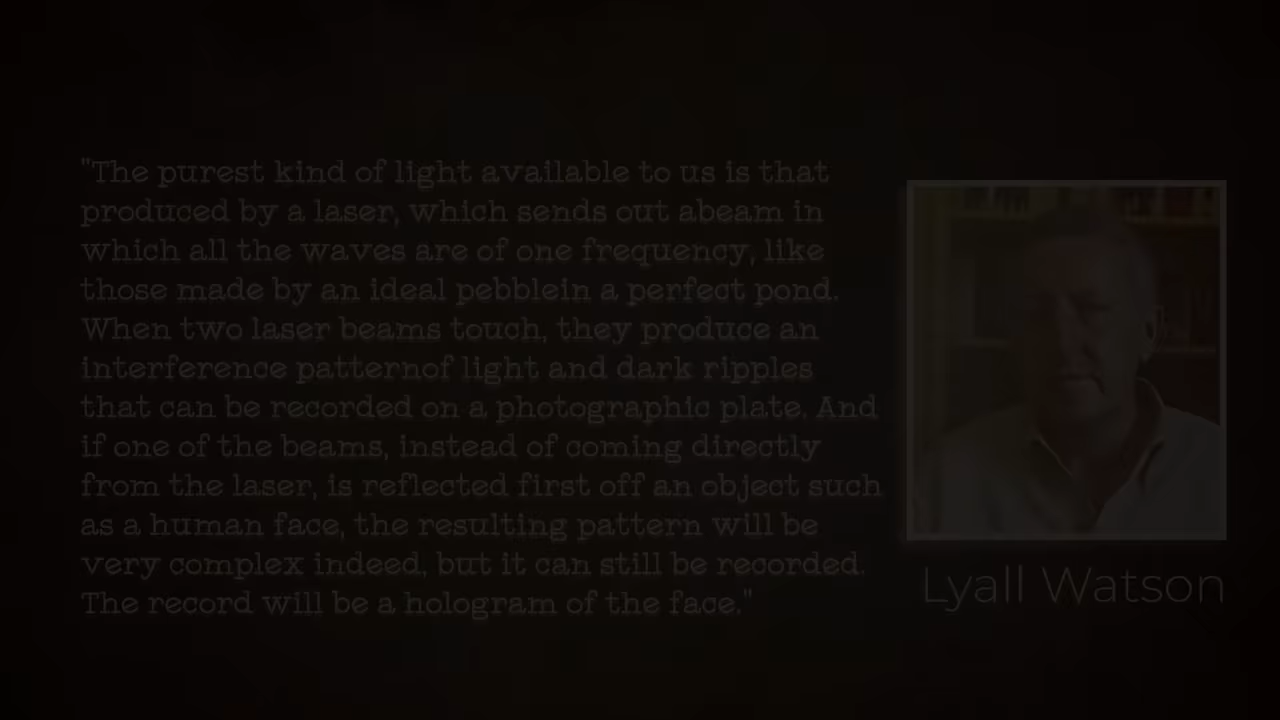 "The purest kind of light available to us is that
produced by a laser, which sends out abeam in
which all the waves are of one frequency, like
those made by an ideal pebblein a perfect pond.
When two laser beams touch, they produce an
interference patternof light and dark ripples
that can be recorded on a photographic plate. And
if one of the beams, instead of coming directly
from the laser, is reflected first off an object such
as a human face, the resulting pattern will be
very complex indeed, but it can still be recorded.
The record will be a hologram of the face."
Lyall Watson